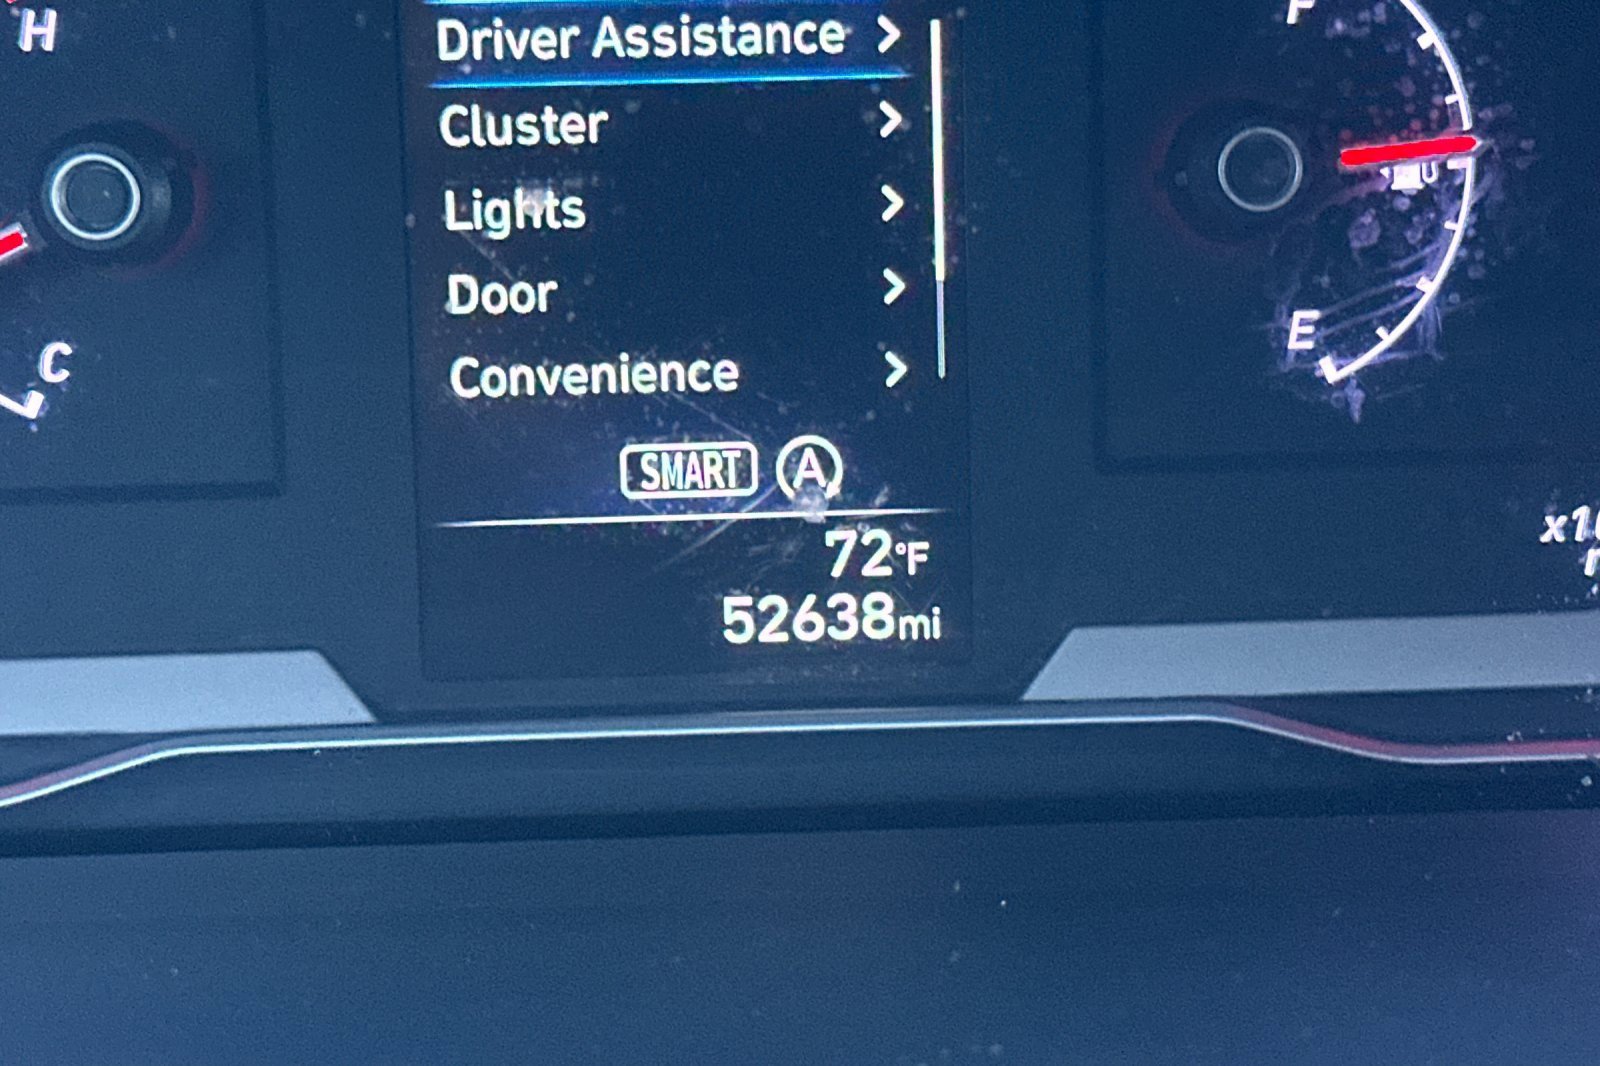 H
F
Driver Assistance
Cluster
Lights
Door
Convenience
E
C
SMART
A
72°F
52638mi